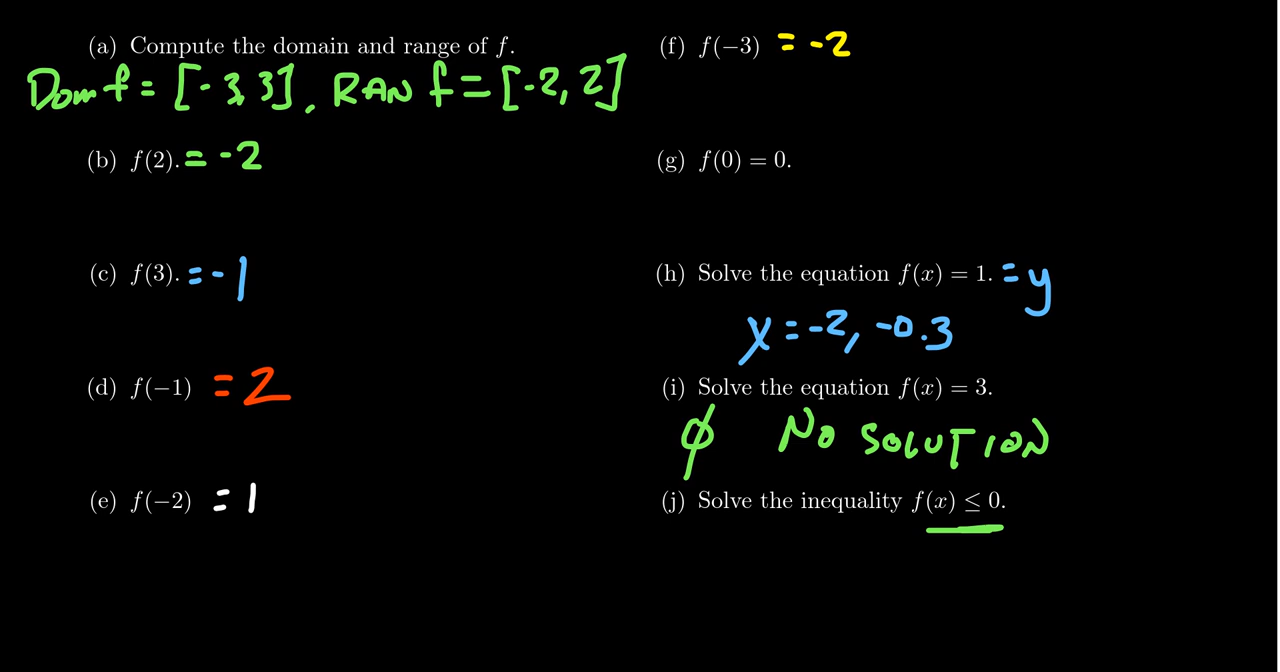 (a) Compute the domain and range of f.
Dom f = [-3, 3], RAN f = [-2, 2]
(b) f(2). = -2
(c) f(3). = -1
(d) f(−1) = 2
(e) f(−2) = 1
(f) f(−3) = -2
(g) f(0) = 0.
(h) Solve the equation f(x) = 1. = y
x = -2, -0.3
(i) Solve the equation f(x) = 3.
∅ NO SOLUTION
(j) Solve the inequality f(x) ≤ 0.